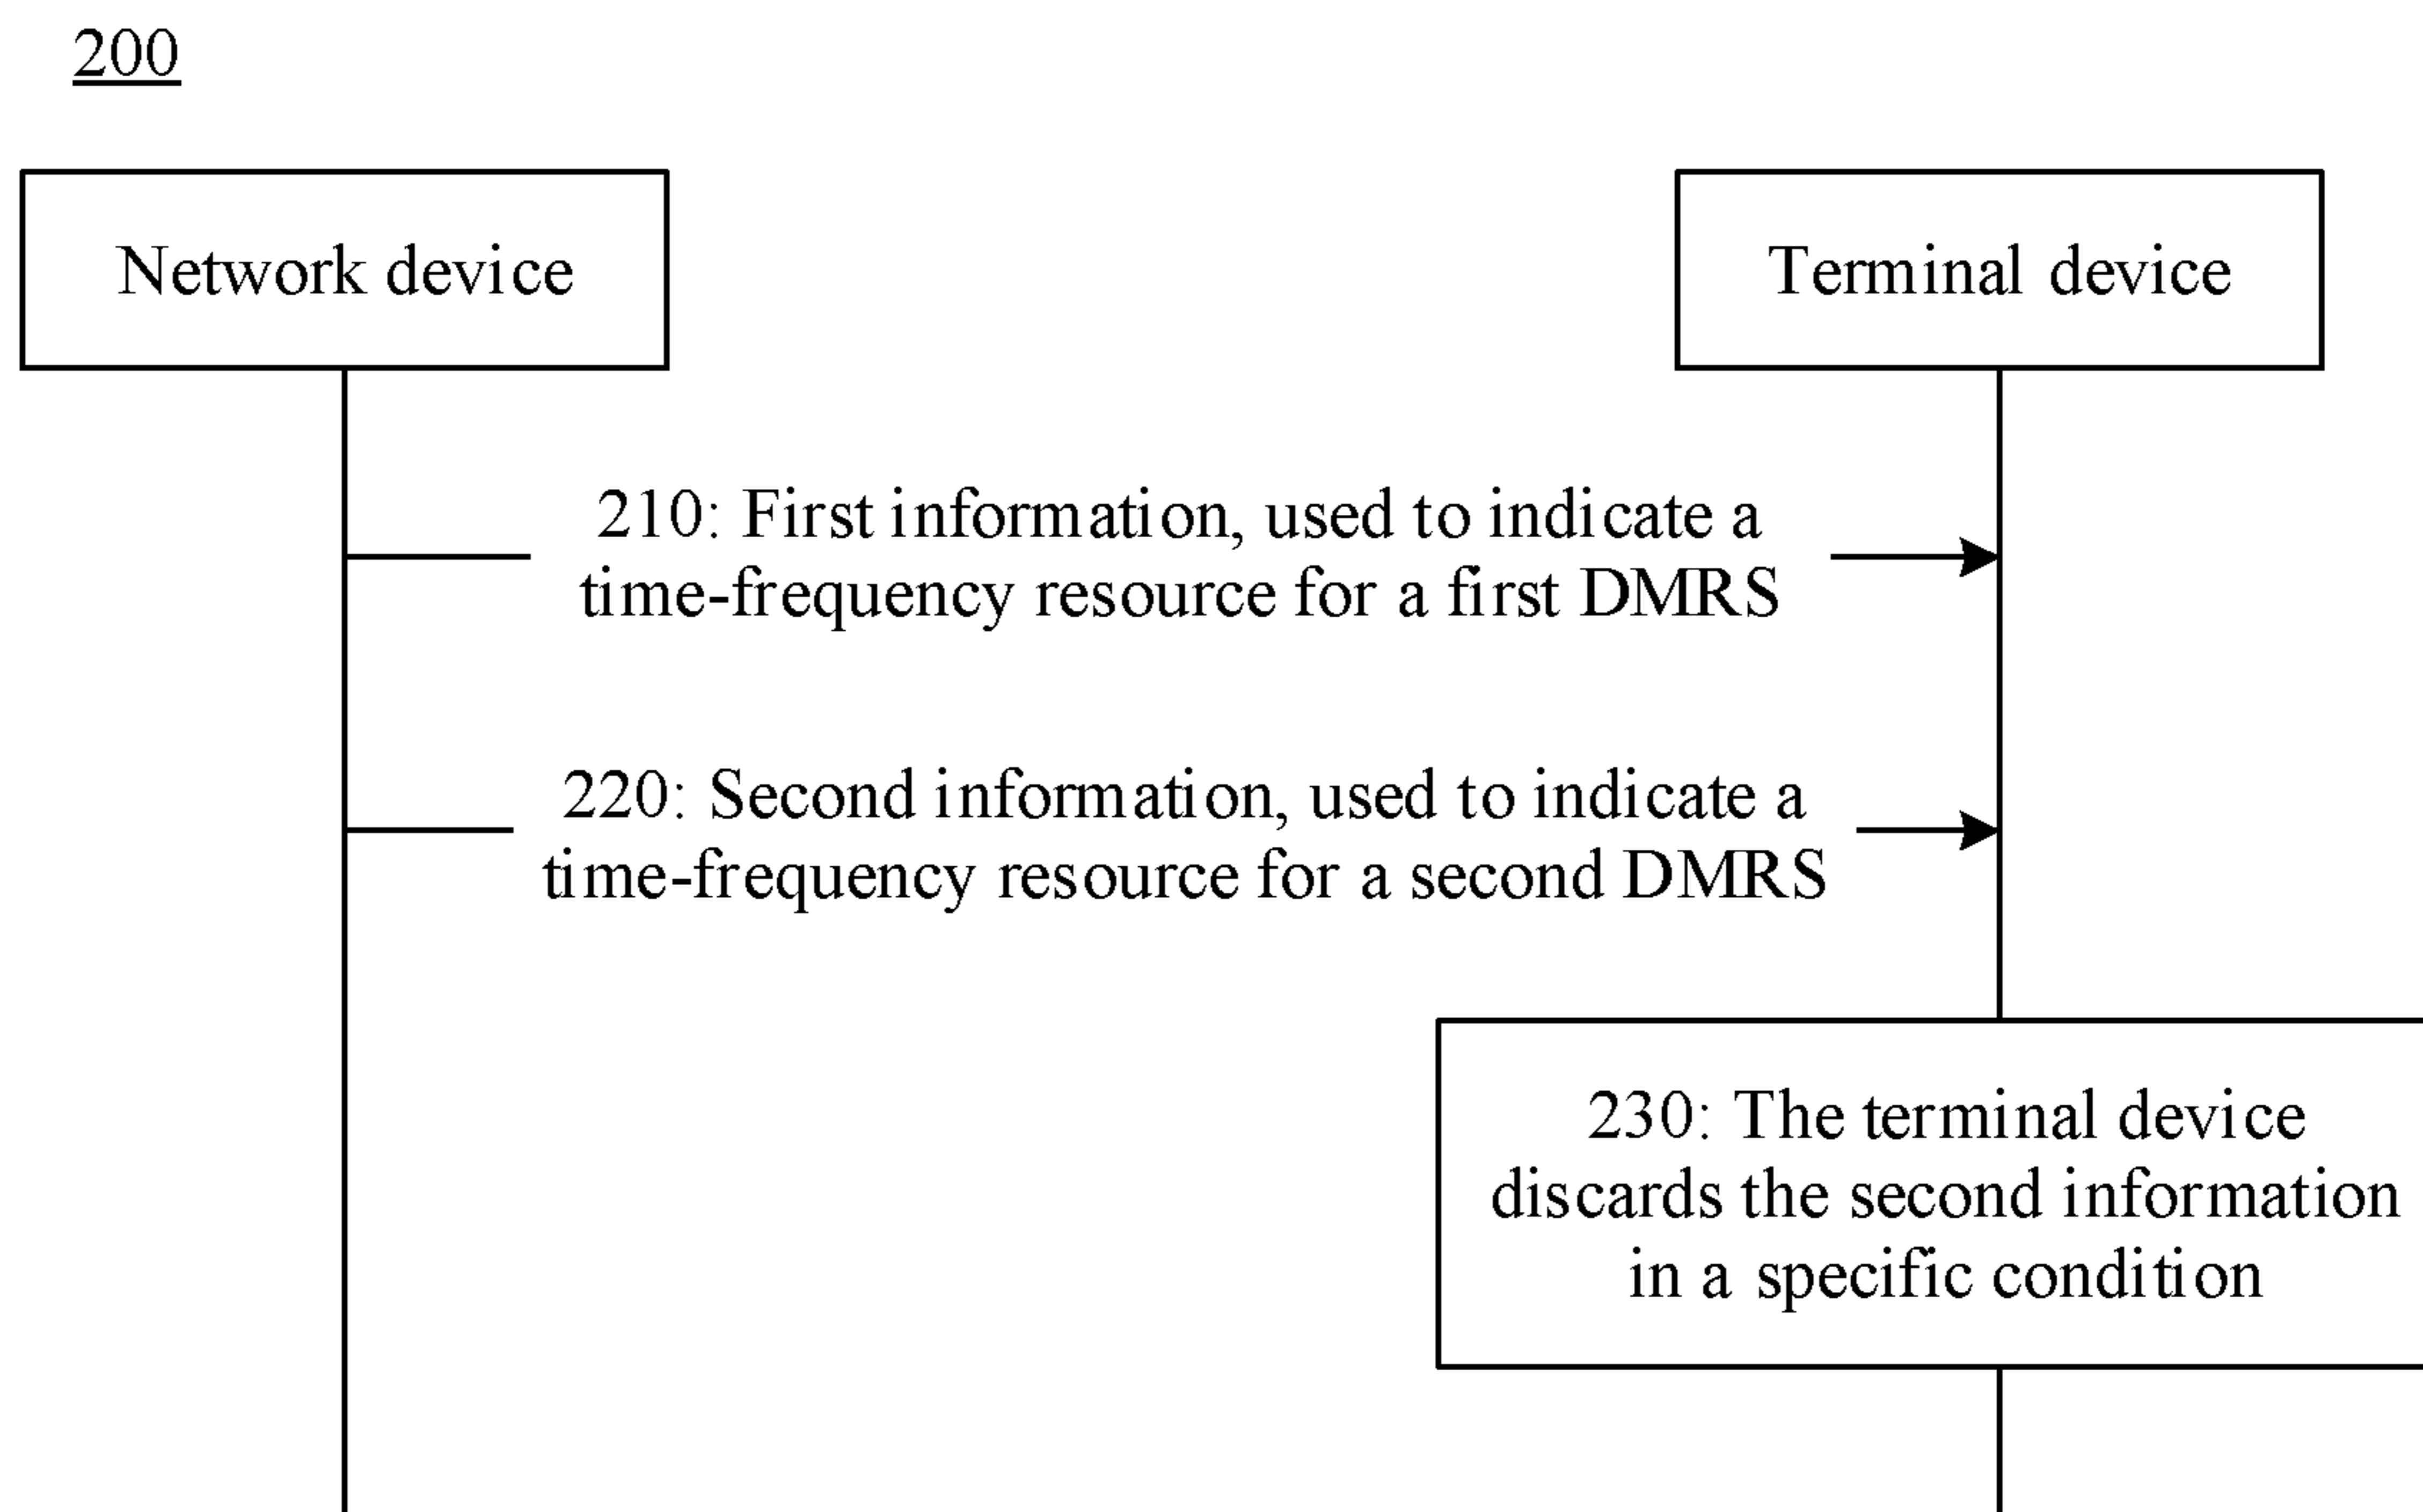 200
Network device
Terminal device
210: First information, used to indicate a
time-frequency resource for a first DMRS
220: Second information, used to indicate a
time-frequency resource for a second DMRS
230: The terminal device
discards the second information
in a specific condition